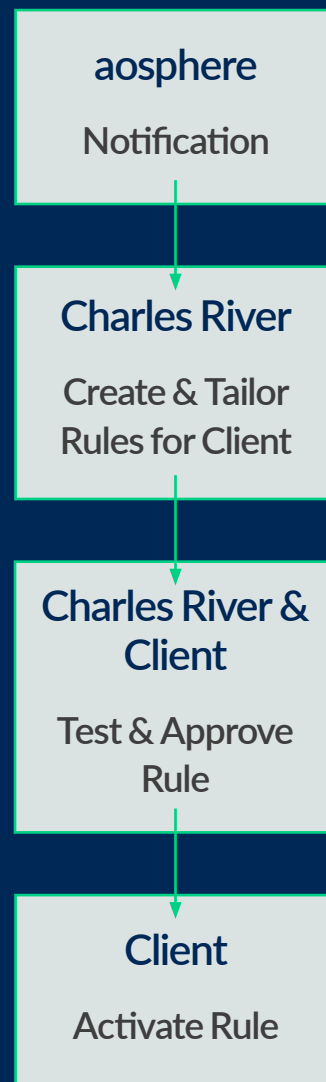 aosphere
Notification
Charles River
Create & Tailor
Rules for Client
Charles River &
Client
Test & Approve
Rule
Client
Activate Rule